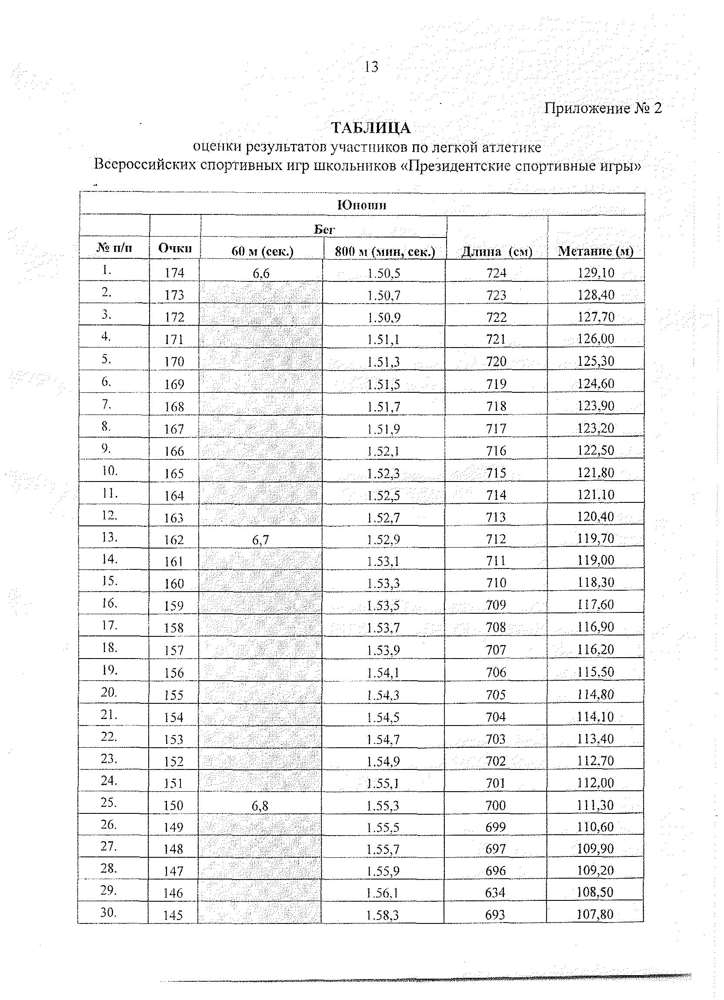 13
Приложение № 2
ТАБЛИЦА
оценки результатов участников по легкой атлетике
Всероссийских спортивных игр школьников «Президентские спортивные игры»
Юноши
Бег
№ п/п Очки 60 м (сек.) 800 м (мин, сек.) Длина (см) Метание (м)
1. 174 6,6 1.50,5 724 129,10
2. 173 1.50,7 723 128,40
3. 172 1.50,9 722 127,70
4. 171 1.51,1 721 126,00
5. 170 1.51,3 720 125,30
6. 169 1.51,5 719 124,60
7. 168 1.51,7 718 123,90
8. 167 1.51,9 717 123,20
9. 166 1.52,1 716 122,50
10. 165 1.52,3 715 121,80
11. 164 1.52,5 714 121,10
12. 163 1.52,7 713 120,40
13. 162 6,7 1.52,9 712 119,70
14. 161 1.53,1 711 119,00
15. 160 1.53,3 710 118,30
16. 159 1.53,5 709 117,60
17. 158 1.53,7 708 116,90
18. 157 1.53,9 707 116,20
19. 156 1.54,1 706 115,50
20. 155 1.54,3 705 114,80
21. 154 1.54,5 704 114,10
22. 153 1.54,7 703 113,40
23. 152 1.54,9 702 112,70
24. 151 1.55,1 701 112,00
25. 150 6,8 1.55,3 700 111,30
26. 149 1.55,5 699 110,60
27. 148 1.55,7 697 109,90
28. 147 1.55,9 696 109,20
29. 146 1.56,1 634 108,50
30. 145 1.58,3 693 107,80